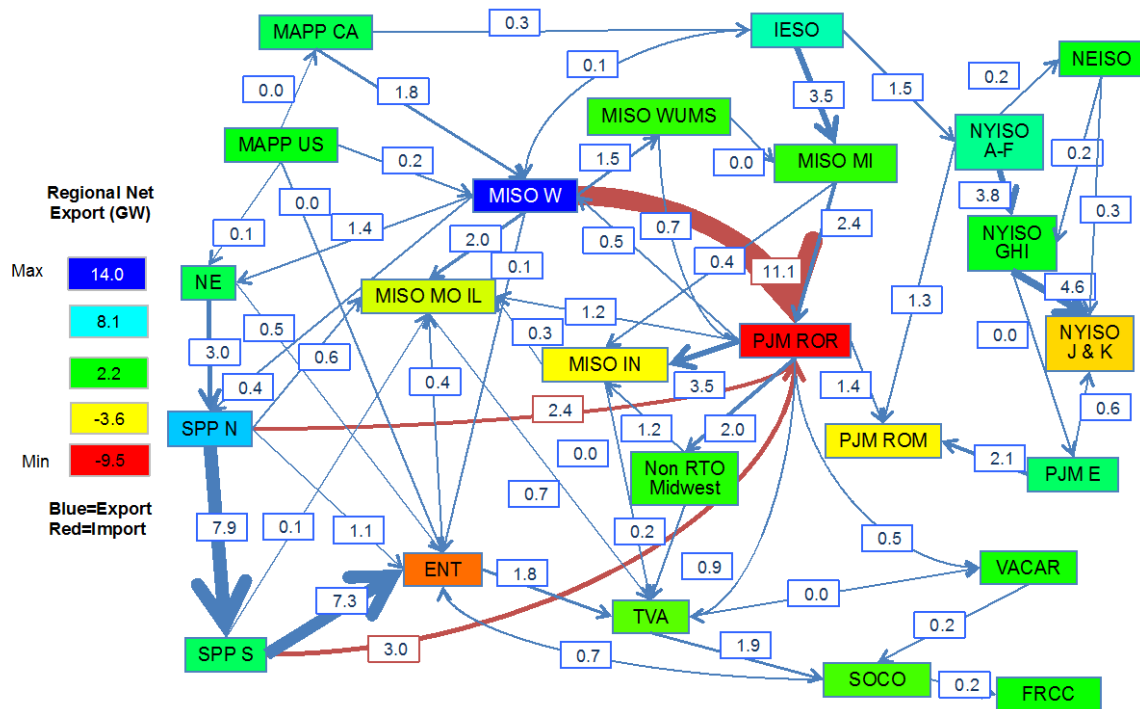 MAPP CA
0.3
IESO
NEISO
0.1
0.2
0.0
1.8
3.5
1.5
MISO WUMS
NYISO
A-F
MAPP US
0.2
1.5
0.0
MISO MI
0.2
Regional Net
Export (GW)
0.0
MISO W
3.8
0.3
0.1
1.4
2.0
0.5
0.7
2.4
NYISO
GHI
Max
14.0
NE
0.1
0.4
11.1
4.6
MISO MO IL
1.2
1.3
8.1
0.5
0.3
PJM ROR
0.0
NYISO
J & K
3.0
0.6
MISO IN
2.2
0.4
0.4
3.5
1.4
0.6
-3.6
SPP N
2.4
1.2
2.0
PJM ROM
2.1
Min
-9.5
0.0
Non RTO
Midwest
PJM E
Blue=Export
Red=Import
7.9
0.1
1.1
0.7
0.2
0.5
ENT
1.8
0.9
VACAR
7.3
TVA
0.0
SPP S
3.0
0.7
1.9
0.2
SOCO
0.2
FRCC